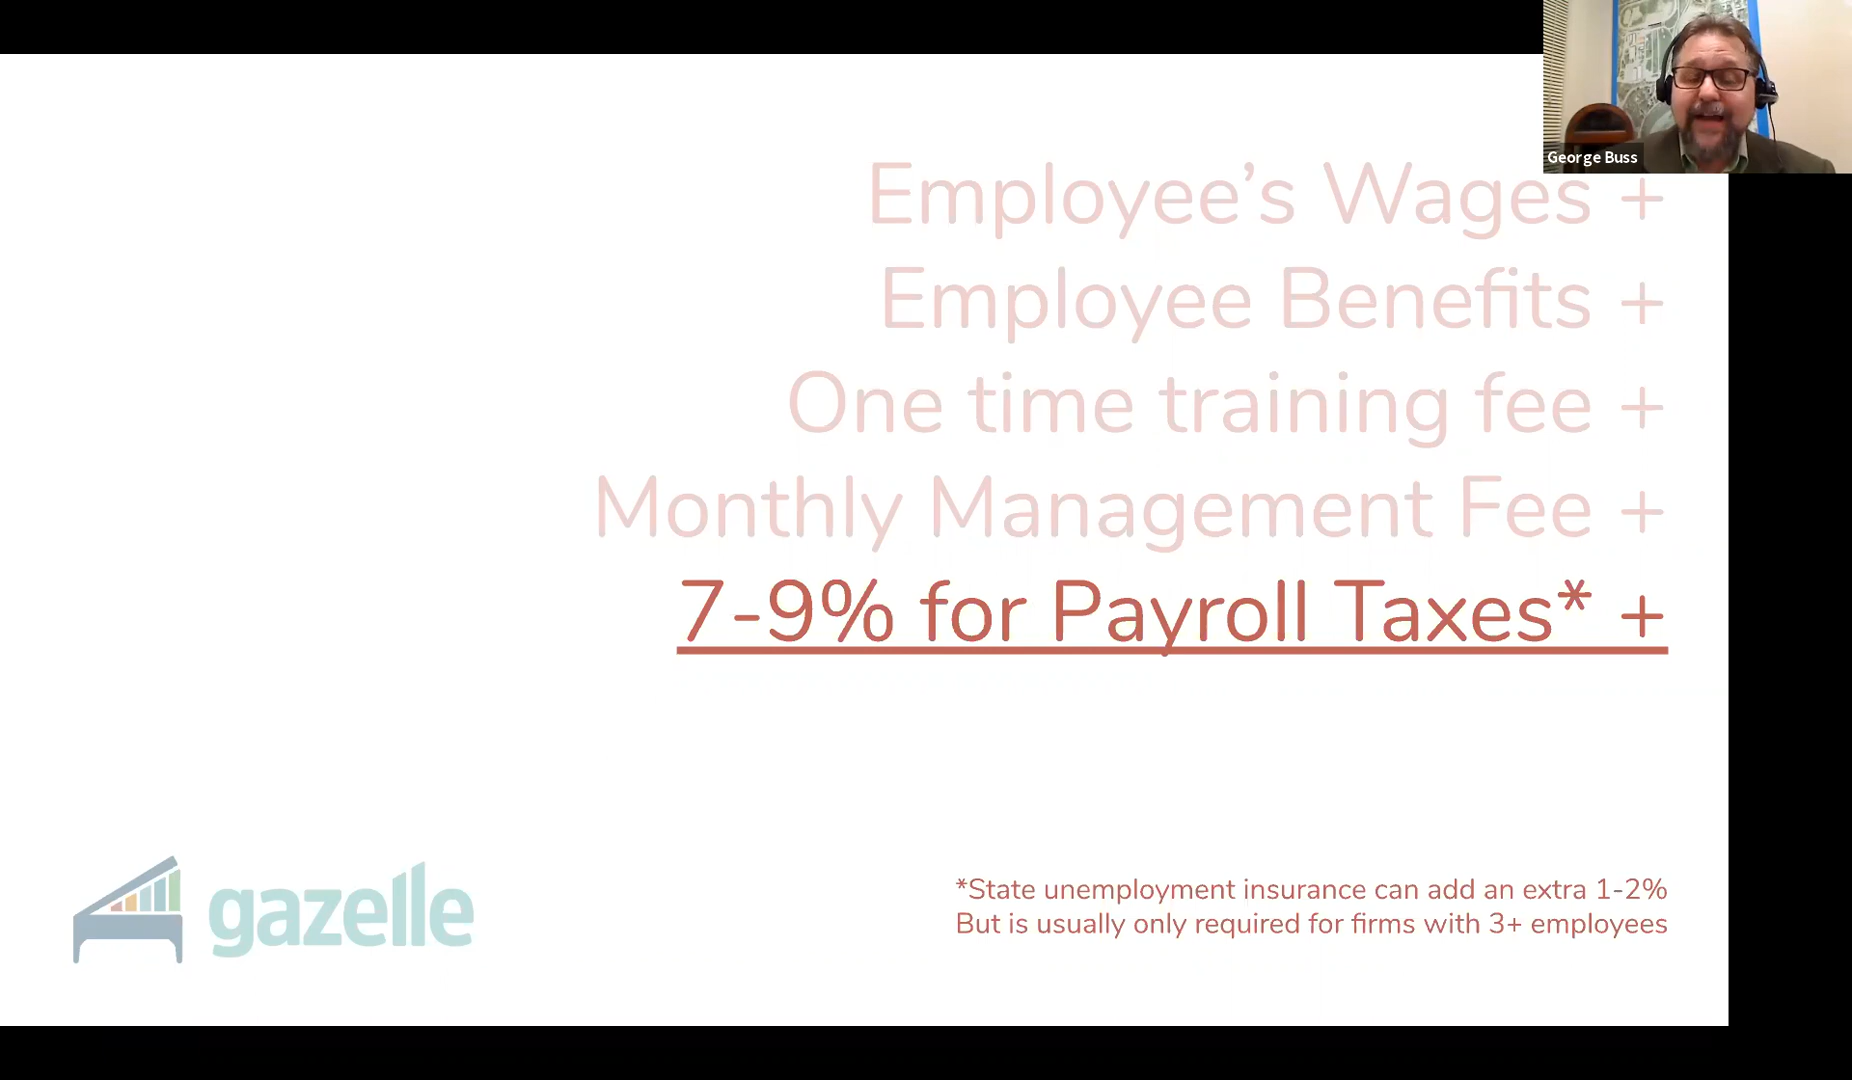 George Buss
Employee’s Wages +
Employee Benefits +
One time training fee +
Monthly Management Fee +
7-9% for Payroll Taxes* +
gazelle
*State unemployment insurance can add an extra 1-2%
But is usually only required for firms with 3+ employees